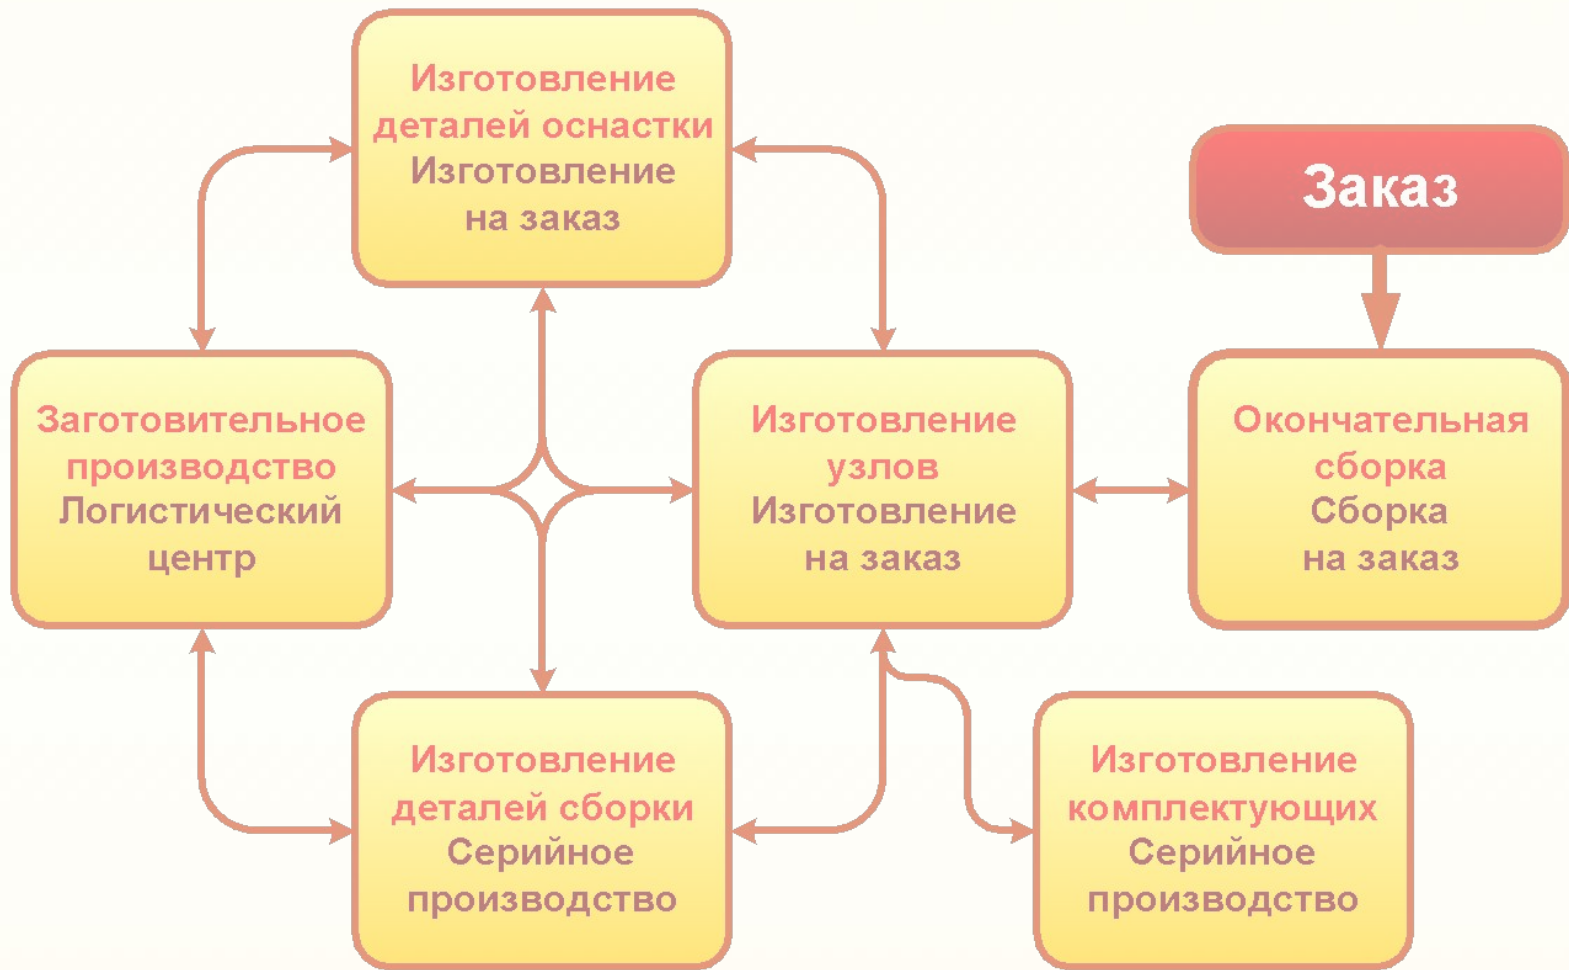 Изготовление
деталей оснастки
Изготовление
на заказ
Заказ
Заготовительное
производство
Логистический
центр
Изготовление
узлов
Изготовление
на заказ
Окончательная
сборка
Сборка
на заказ
Изготовление
деталей сборки
Серийное
производство
Изготовление
комплектующих
Серийное
производство